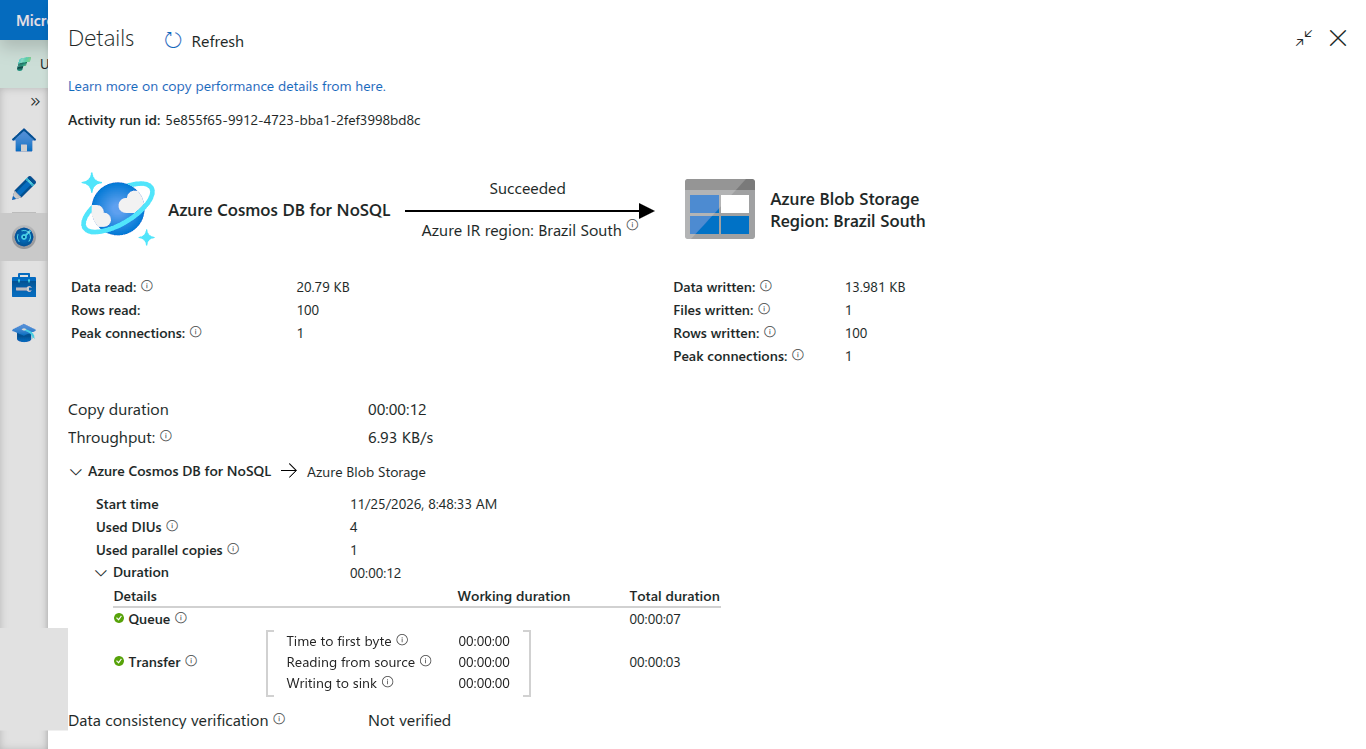 Micr
Details
Refresh
U
Learn more on copy performance details from here.
Activity run id: 5e855f65-9912-4723-bba1-2fef3998bd8c
Succeeded
Azure Cosmos DB for NoSQL
Azure IR region: Brazil South
Azure Blob Storage
Region: Brazil South
Data read: 20.79 KB
Rows read: 100
Peak connections: 1
Data written: 13.981 KB
Files written: 1
Rows written: 100
Peak connections: 1
Copy duration 00:00:12
Throughput: 6.93 KB/s
Azure Cosmos DB for NoSQL → Azure Blob Storage
Start time 11/25/2026, 8:48:33 AM
Used DIUs 4
Used parallel copies 1
Duration 00:00:12
Details Working duration Total duration
Queue 00:00:07
Time to first byte 00:00:00
Reading from source 00:00:00
Transfer 00:00:03
Writing to sink 00:00:00
Data consistency verification Not verified